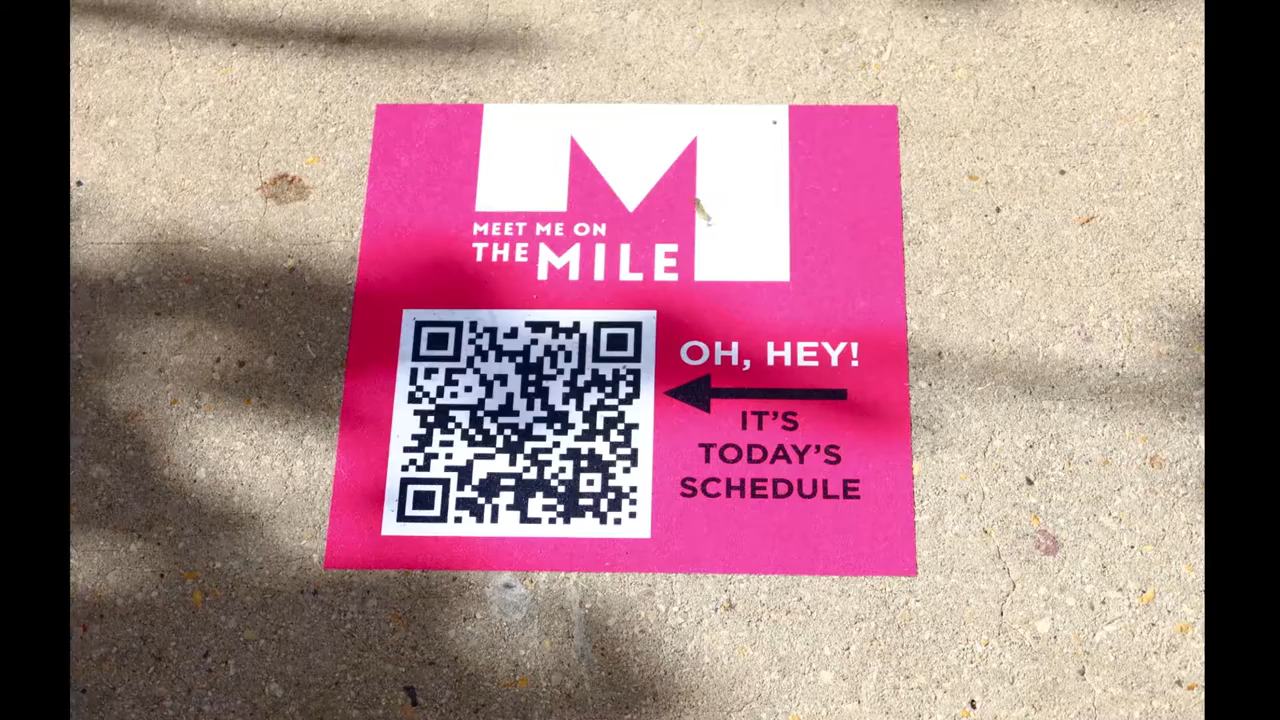 M
MEET ME ON
THE MILE
OH, HEY!
IT'S
TODAY'S
SCHEDULE